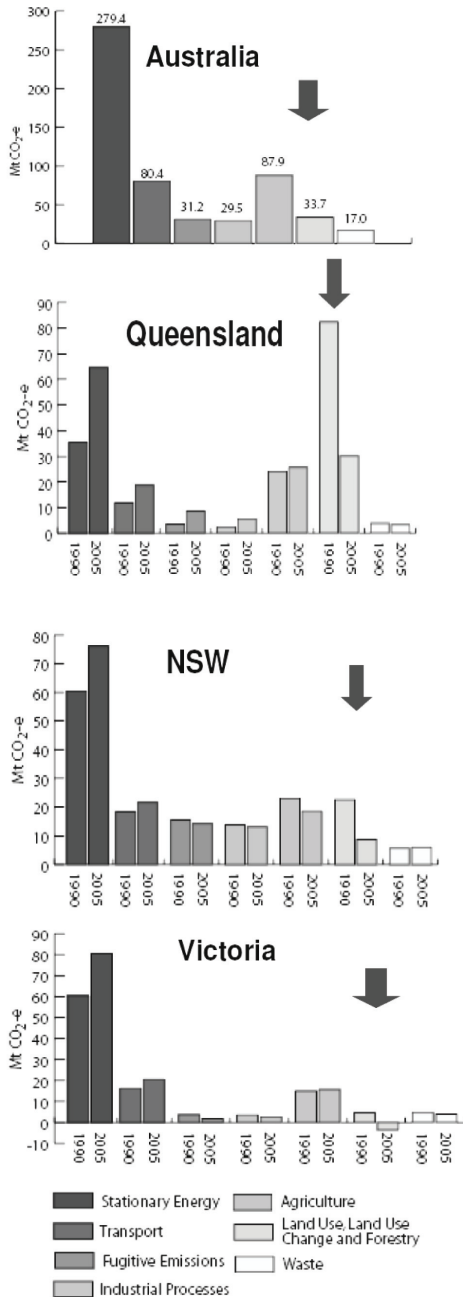 Australia
Mt CO₂-e
300
250
200
150
100
50
0
279.4
80.4
31.2
29.5
87.9
33.7
17.0
Queensland
Mt CO₂-e
90
80
70
60
50
40
30
20
10
0
1990 2005 1990 2005 1990 2005 1990 2005 1990 2005 1990 2005 1990 2005
NSW
Mt CO₂-e
80
70
60
50
40
30
20
10
0
1990 2005 1990 2005 1990 2005 1990 2005 1990 2005 1990 2005 1990 2005
Victoria
Mt CO₂-e
90
80
70
60
50
40
30
20
10
0
-10
1990 2005 1990 2005 1990 2005 1990 2005 1990 2005 1990 2005 1990 2005
Stationary Energy
Transport
Fugitive Emissions
Industrial Processes
Agriculture
Land Use, Land Use
Change and Forestry
Waste